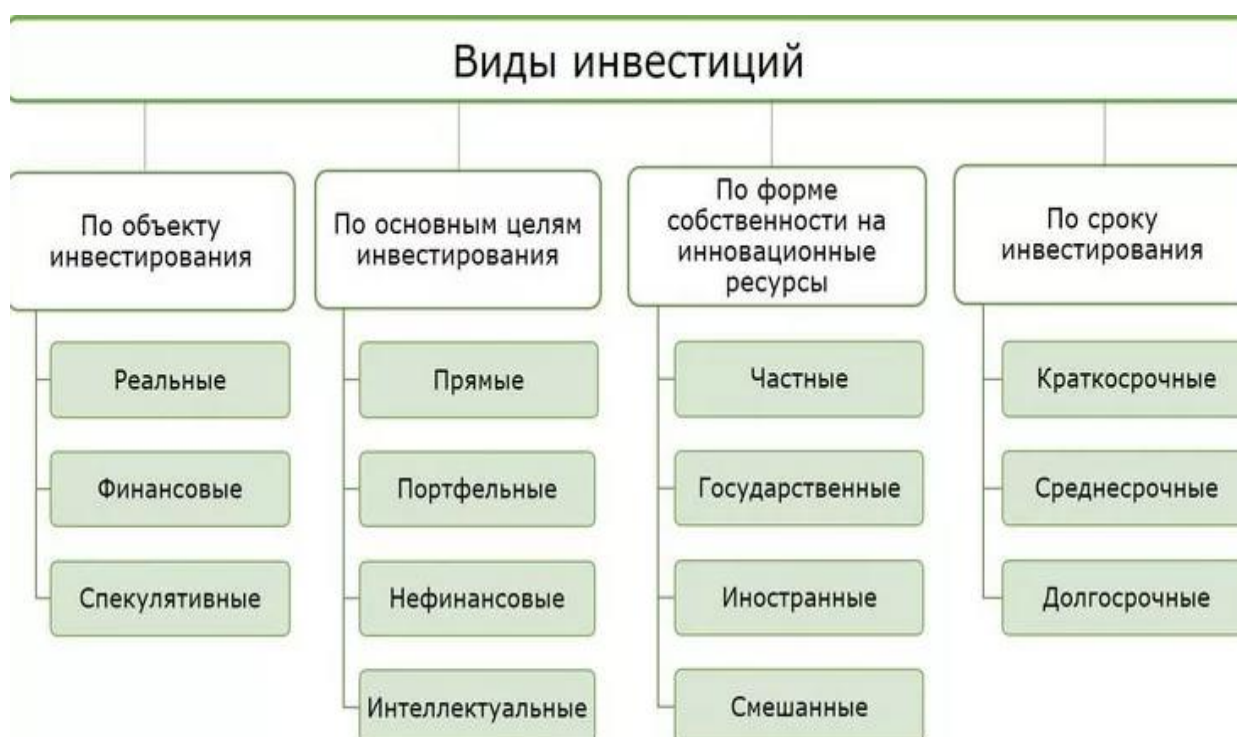 Виды инвестиций
По объекту
инвестирования
Реальные
Финансовые
Спекулятивные
По основным целям
инвестирования
Прямые
Портфельные
Нефинансовые
Интеллектуальные
По форме
собственности на
инновационные
ресурсы
Частные
Государственные
Иностранные
Смешанные
По сроку
инвестирования
Краткосрочные
Среднесрочные
Долгосрочные